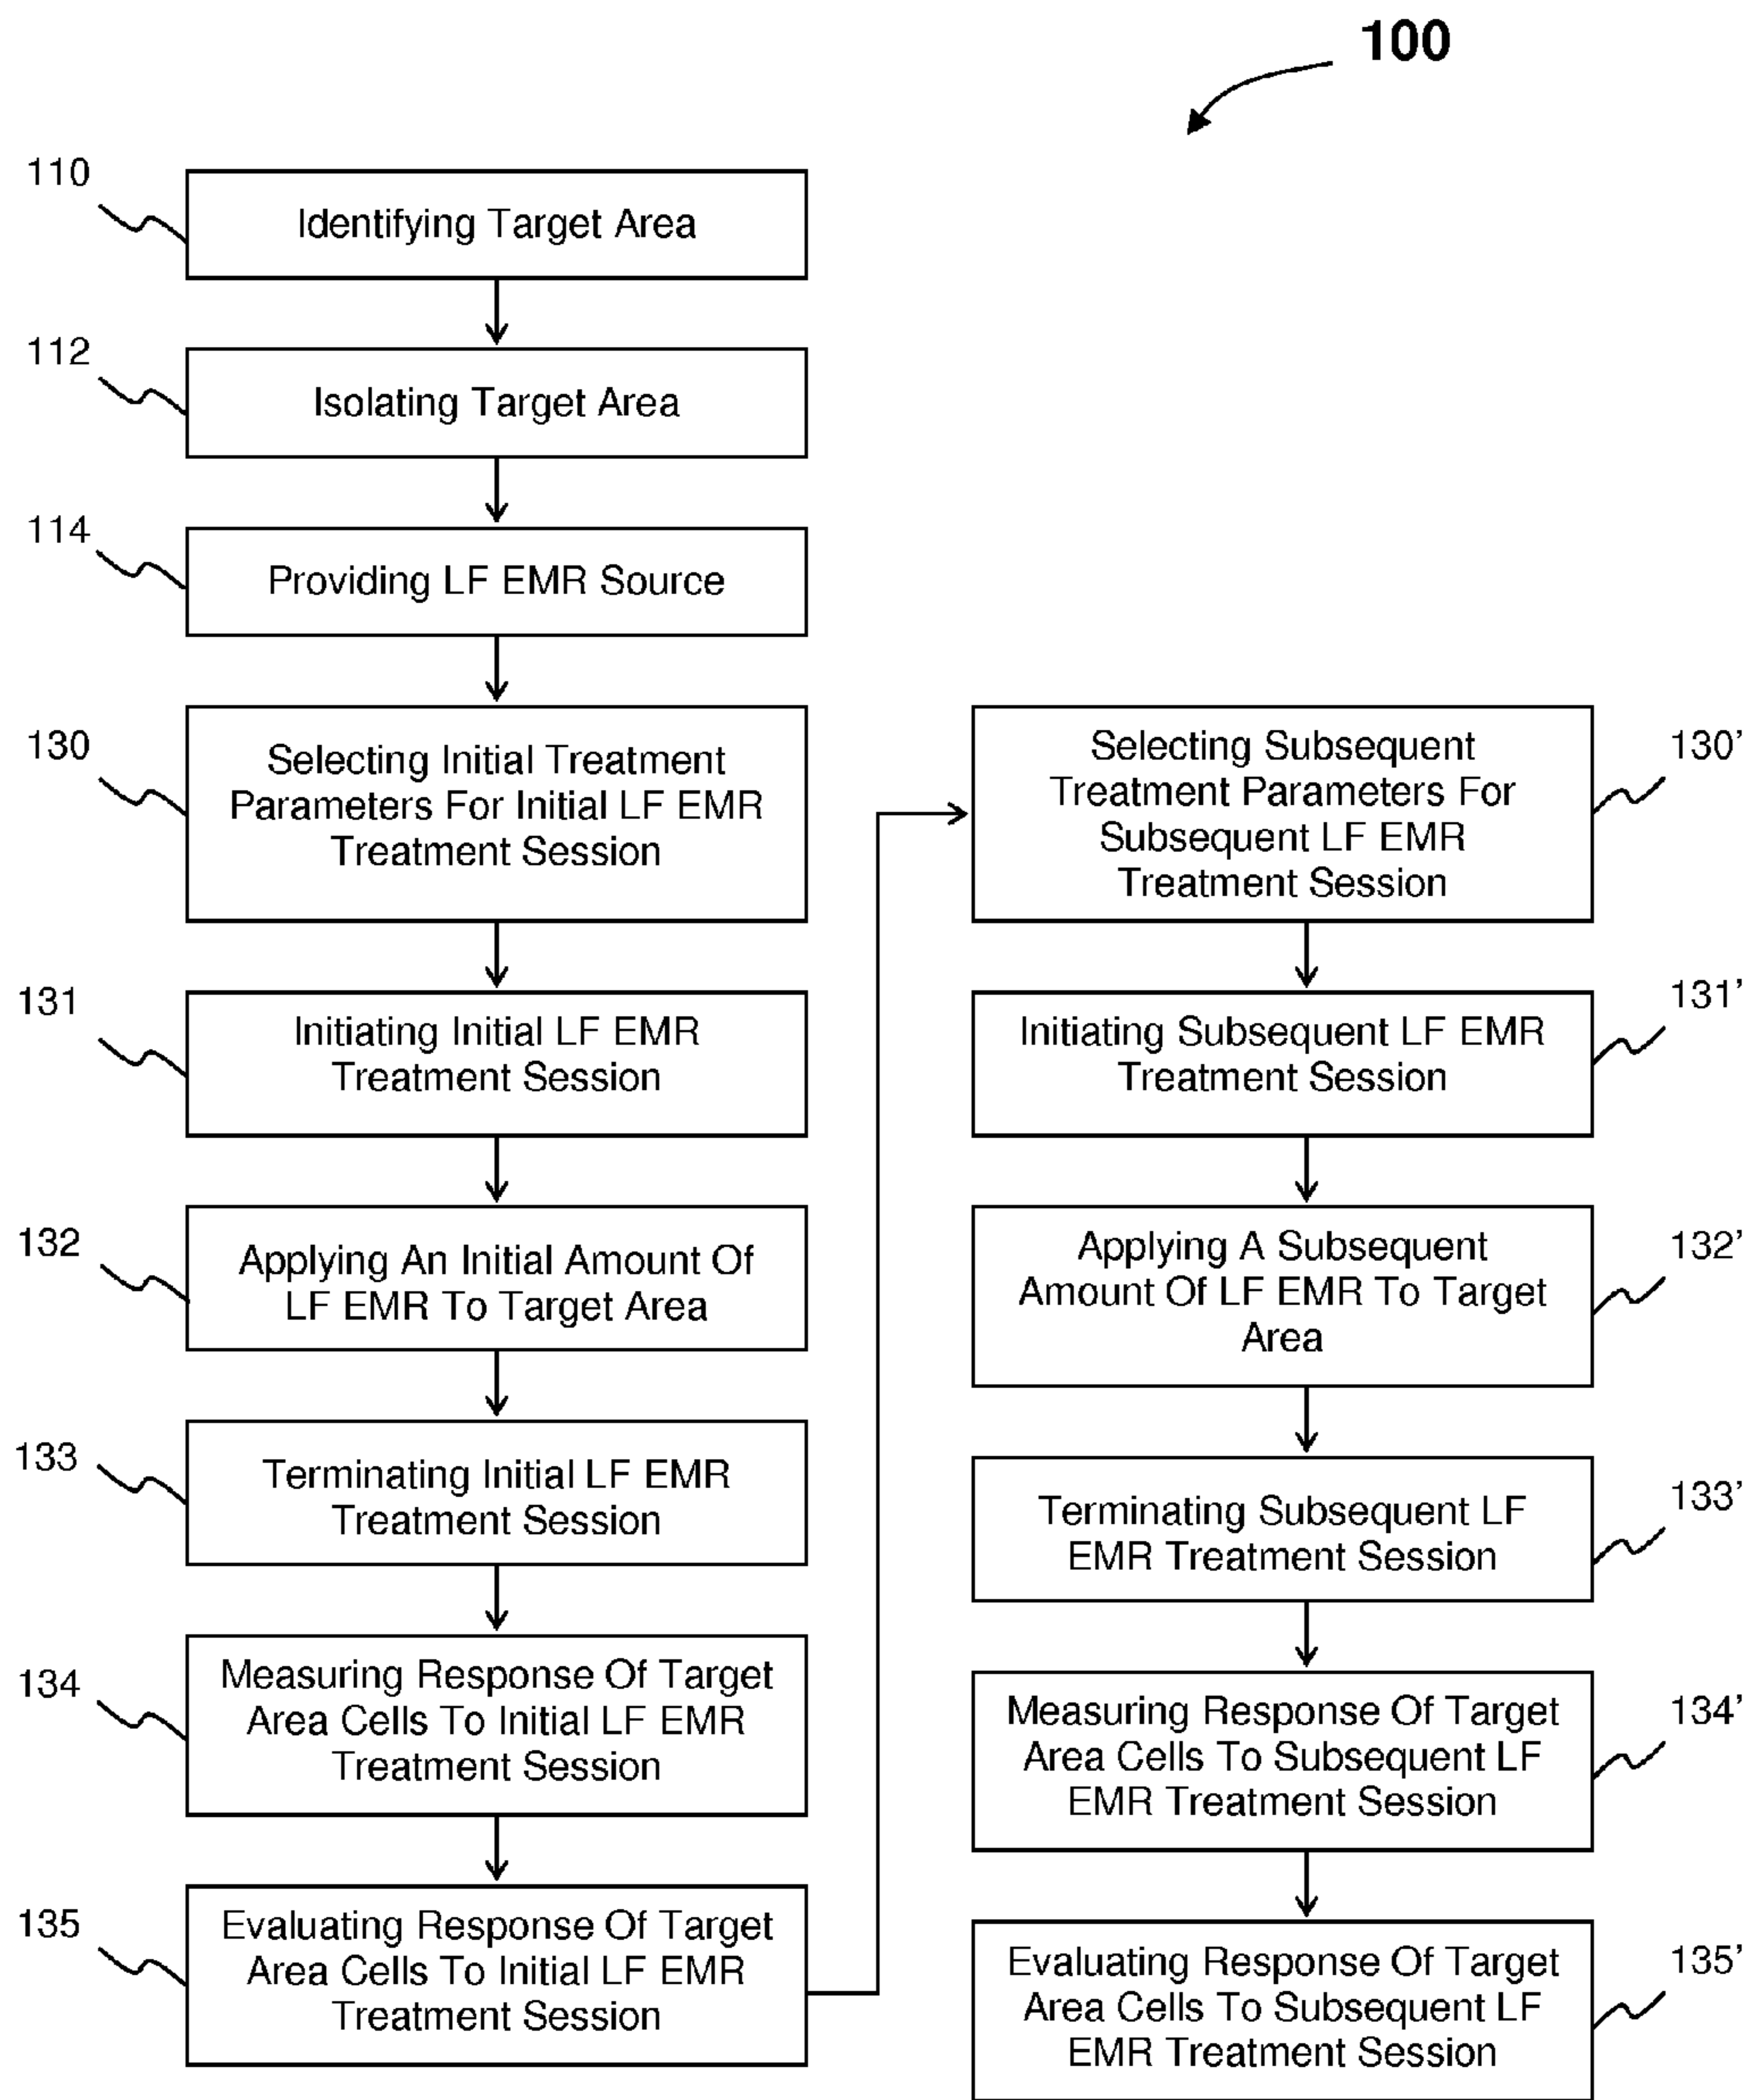 100
110
Identifying Target Area
112
Isolating Target Area
114
Providing LF EMR Source
130
Selecting Initial Treatment
Parameters For Initial LF EMR
Treatment Session
131
Initiating Initial LF EMR
Treatment Session
132
Applying An Initial Amount Of
LF EMR To Target Area
133
Terminating Initial LF EMR
Treatment Session
134
Measuring Response Of Target
Area Cells To Initial LF EMR
Treatment Session
135
Evaluating Response Of Target
Area Cells To Initial LF EMR
Treatment Session
Selecting Subsequent
Treatment Parameters For
Subsequent LF EMR
Treatment Session
130'
Initiating Subsequent LF EMR
Treatment Session
131'
Applying A Subsequent
Amount Of LF EMR To Target
Area
132'
Terminating Subsequent LF
EMR Treatment Session
133'
Measuring Response Of Target
Area Cells To Subsequent LF
EMR Treatment Session
134'
Evaluating Response Of Target
Area Cells To Subsequent LF
EMR Treatment Session
135'